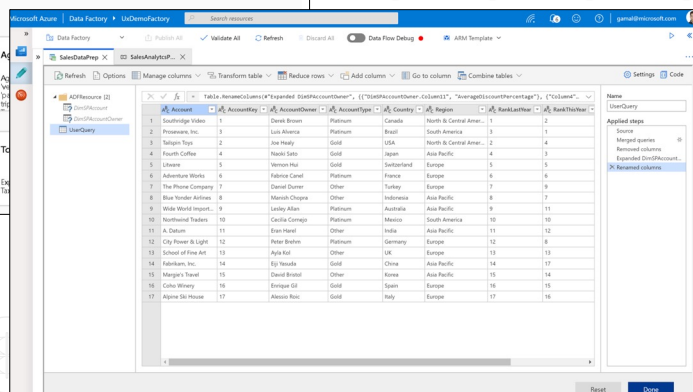 Microsoft Azure | Data Factory ▸ UxDemoFactory
Search resources
gamal@microsoft.com
Data Factory
Publish All
Validate All
Refresh
Discard All
Data Flow Debug
ARM Template
SalesDataPrep
SalesAnalyticsP...
Refresh
Options
Manage columns
Transform table
Reduce rows
Add column
Go to column
Combine tables
Settings
Code
ADFResource [2]
DimSPAccount
DimSPAccountOwner
UserQuery
fx = Table.RenameColumns(#"Expanded DimSPAccountOwner", {{"DimSPAccountOwner.Column11", "AverageDiscountPercentage"}, {"Column4"...
Account AccountKey AccountOwner AccountType Country Region RankLastYear RankThisYear
1 Southridge Video 1 Derek Brown Platinum Canada North & Central Amer... 1 2
2 Proseware, Inc. 3 Luis Alverca Platinum Brazil South America 3 1
3 Tailspin Toys 2 Joe Healy Gold USA North & Central Amer... 2 4
4 Fourth Coffee 4 Naoki Sato Gold Japan Asia Pacific 4 3
5 Litware 5 Vernon Hui Gold Switzerland Europe 5 5
6 Adventure Works 6 Fabrice Canel Platinum France Europe 6 6
7 The Phone Company 7 Daniel Durrer Other Turkey Europe 7 9
8 Blue Yonder Airlines 8 Manish Chopra Other Indonesia Asia Pacific 8 7
9 Wide World Import... 9 Lesley Allan Platinum Australia Asia Pacific 9 11
10 Northwind Traders 10 Cecilia Cornejo Platinum Mexico South America 10 10
11 A. Datum 11 Eran Harel Other India Asia Pacific 11 12
12 City Power & Light 12 Peter Brehm Platinum Germany Europe 12 8
13 School of Fine Art 13 Ayla Kol Other UK Europe 13 13
14 Fabrikam, Inc. 14 Eiji Yasuda Gold China Asia Pacific 14 17
15 Margie's Travel 15 David Bristol Other Korea Asia Pacific 15 14
16 Coho Winery 16 Enrique Gil Gold Spain Europe 16 15
17 Alpine Ski House 17 Alessio Roic Gold Italy Europe 17 16
Name
UserQuery
Applied steps
Source
Merged queries
Removed columns
Expended DimSPAccount...
Renamed columns
Reset
Done